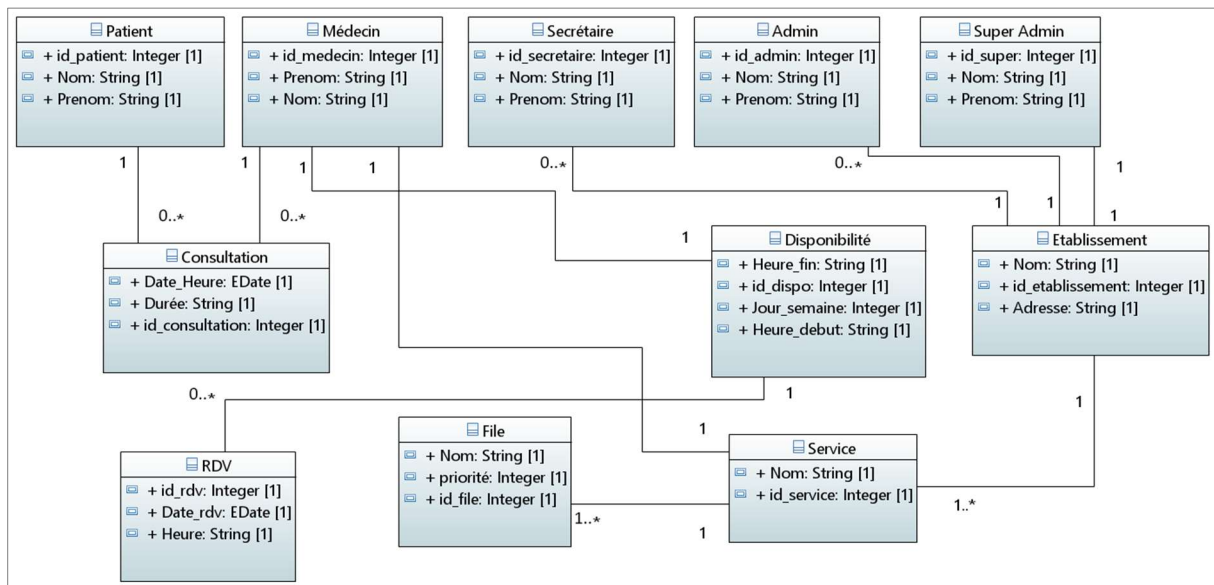 Patient
+ id_patient: Integer [1]
+ Nom: String [1]
+ Prenom: String [1]
Médecin
+ id_medecin: Integer [1]
+ Prenom: String [1]
+ Nom: String [1]
Secrétaire
+ id_secretaire: Integer [1]
+ Nom: String [1]
+ Prenom: String [1]
Admin
+ id_admin: Integer [1]
+ Nom: String [1]
+ Prenom: String [1]
Super Admin
+ id_super: Integer [1]
+ Nom: String [1]
+ Prenom: String [1]
1
1
1
1
0..*
0..*
1
0..*
0..*
1
1
1
1
Consultation
+ Date_Heure: EDate [1]
+ Durée: String [1]
+ id_consultation: Integer [1]
Disponibilité
+ Heure_fin: String [1]
+ id_dispo: Integer [1]
+ Jour_semaine: Integer [1]
+ Heure_debut: String [1]
Etablissement
+ Nom: String [1]
+ id_etablissement: Integer [1]
+ Adresse: String [1]
0..*
1
1
1
RDV
+ id_rdv: Integer [1]
+ Date_rdv: EDate [1]
+ Heure: String [1]
File
+ Nom: String [1]
+ priorité: Integer [1]
+ id_file: Integer [1]
Service
+ Nom: String [1]
+ id_service: Integer [1]
1..*
1
1..*